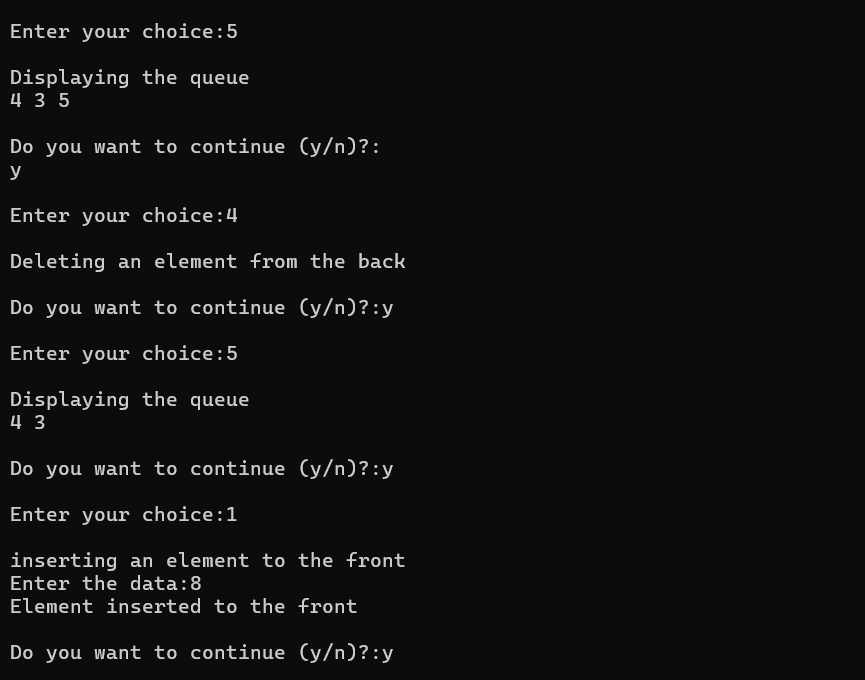 Enter your choice:5
Displaying the queue
4 3 5
Do you want to continue (y/n)?:
y
Enter your choice:4
Deleting an element from the back
Do you want to continue (y/n)?:y
Enter your choice:5
Displaying the queue
4 3
Do you want to continue (y/n)?:y
Enter your choice:1
inserting an element to the front
Enter the data:8
Element inserted to the front
Do you want to continue (y/n)?:y